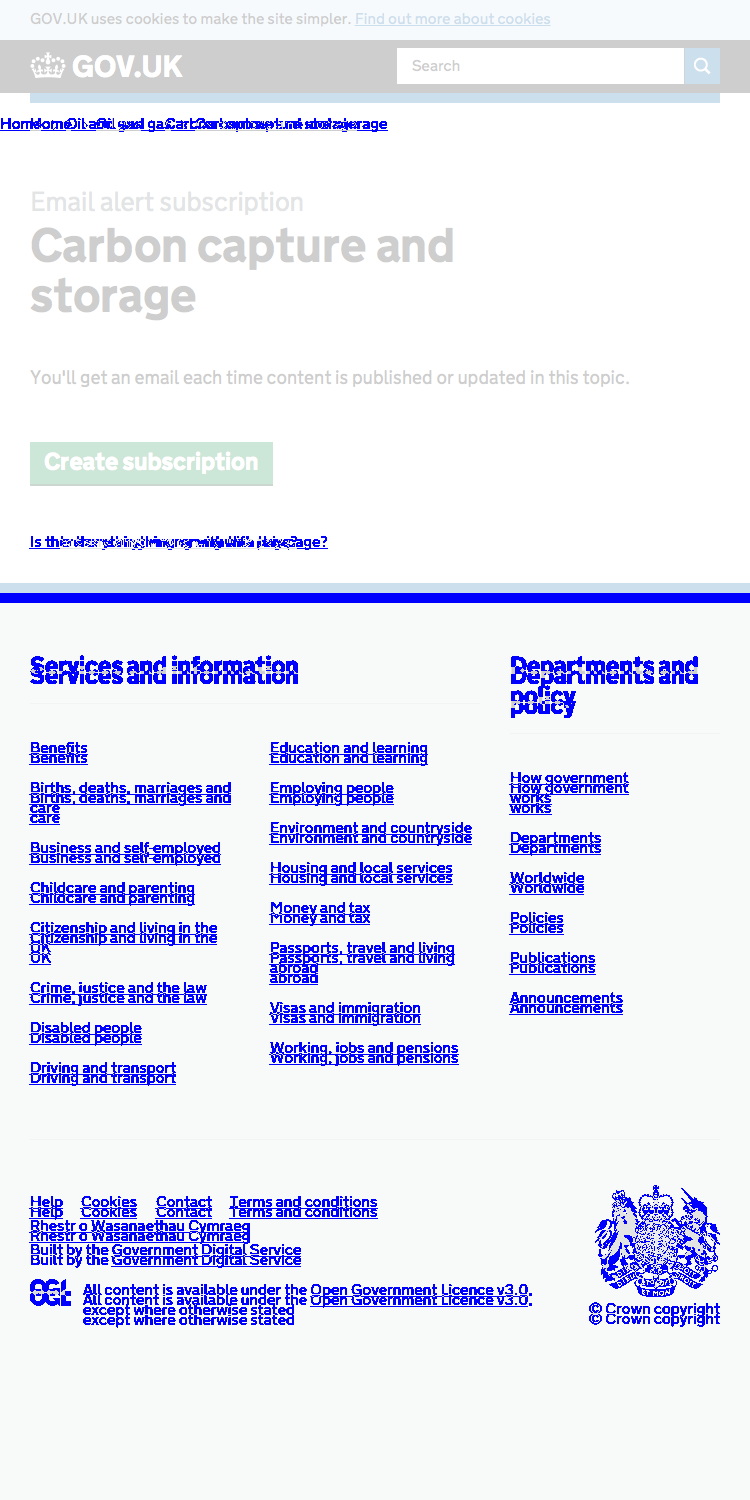 GOV.UK uses cookies to make the site simpler. Find out more about cookies
GOV.UK
Search
Home Oil and gas Carbon capture and storage
Email alert subscription
Carbon capture and
storage
You'll get an email each time content is published or updated in this topic.
Create subscription
Is there anything wrong with this page?
Services and information
Benefits
Births, deaths, marriages and
care
Business and self-employed
Childcare and parenting
Citizenship and living in the
UK
Crime, justice and the law
Disabled people
Driving and transport
Education and learning
Employing people
Environment and countryside
Housing and local services
Money and tax
Passports, travel and living
abroad
Visas and immigration
Working, jobs and pensions
Departments and
policy
How government
works
Departments
Worldwide
Policies
Publications
Announcements
Help Cookies Contact Terms and conditions
Rhestr o Wasanaethau Cymraeg
Built by the Government Digital Service
OGL
All content is available under the Open Government Licence v3.0,
except where otherwise stated
© Crown copyright